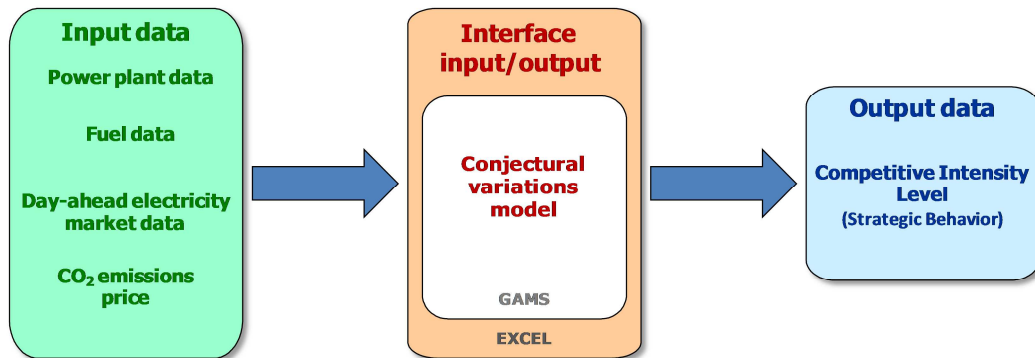 Input data
Power plant data
Fuel data
Day-ahead electricity
market data
CO₂ emissions
price
Interface
input/output
Conjectural
variations
model
GAMS
EXCEL
Output data
Competitive Intensity
Level
(Strategic Behavior)